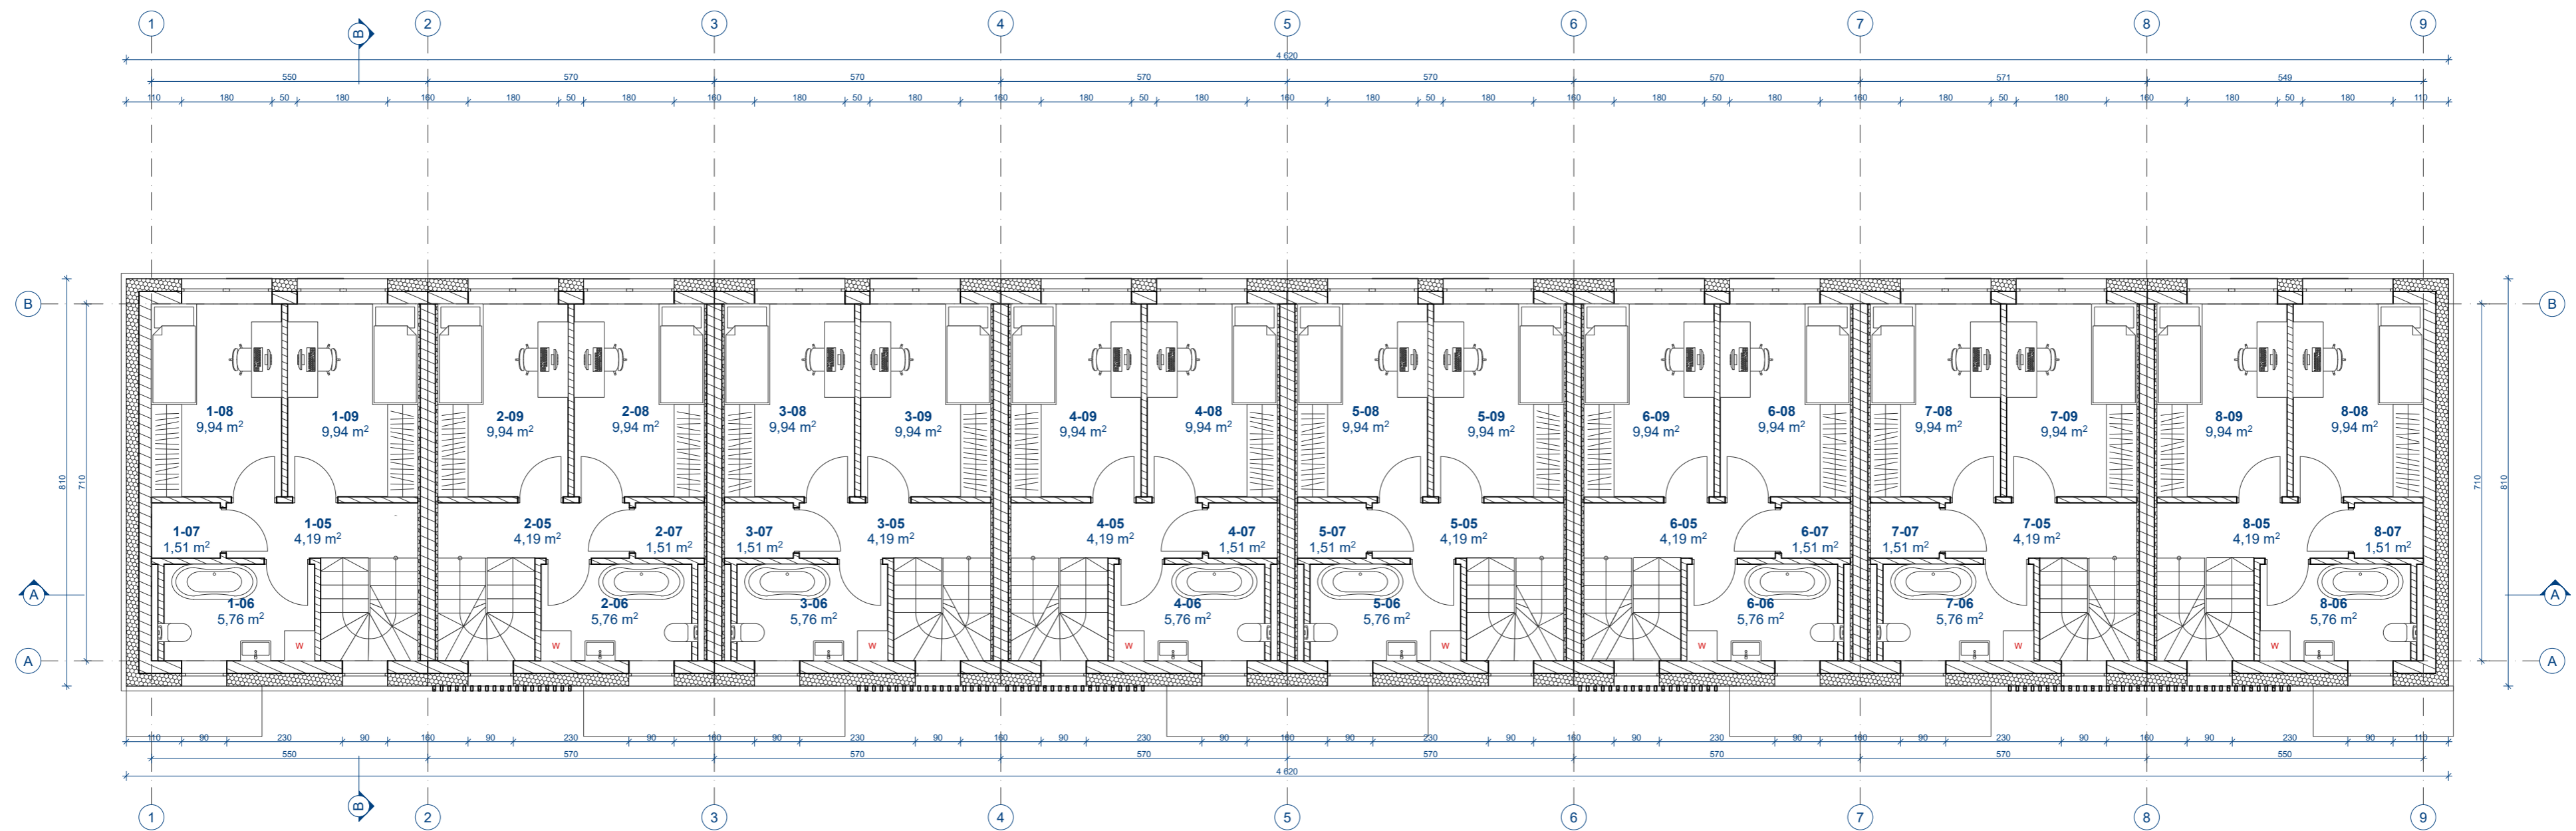 1 2 3 4 5 6 7 8 9
B
4 620
550 570 570 570 570 570 571 549
110 180 50 180 160 180 50 180 160 180 50 180 160 180 50 180 160 180 50 180 160 180 50 180 160 180 50 180 160 180 50 180 110
B B
810 710 710 810
1-08 1-09 2-09 2-08 3-08 3-09 4-09 4-08 5-08 5-09 6-09 6-08 7-08 7-09 8-09 8-08
9,94 m² 9,94 m² 9,94 m² 9,94 m² 9,94 m² 9,94 m² 9,94 m² 9,94 m² 9,94 m² 9,94 m² 9,94 m² 9,94 m² 9,94 m² 9,94 m² 9,94 m² 9,94 m²
1-07 1-05 2-05 2-07 3-07 3-05 4-05 4-07 5-07 5-05 6-05 6-07 7-07 7-05 8-05 8-07
1,51 m² 4,19 m² 4,19 m² 1,51 m² 1,51 m² 4,19 m² 4,19 m² 1,51 m² 1,51 m² 4,19 m² 4,19 m² 1,51 m² 1,51 m² 4,19 m² 4,19 m² 1,51 m²
A A
1-06 2-06 3-06 4-06 5-06 6-06 7-06 8-06
5,76 m² 5,76 m² 5,76 m² 5,76 m² 5,76 m² 5,76 m² 5,76 m² 5,76 m²
w w w w w w w w
A A
110 90 230 90 160 90 230 90 160 90 230 90 160 90 230 90 160 90 230 90 160 90 230 90 160 90 230 90 160 90 230 90 110
550 570 570 570 570 570 570 550
4 620
B
1 2 3 4 5 6 7 8 9